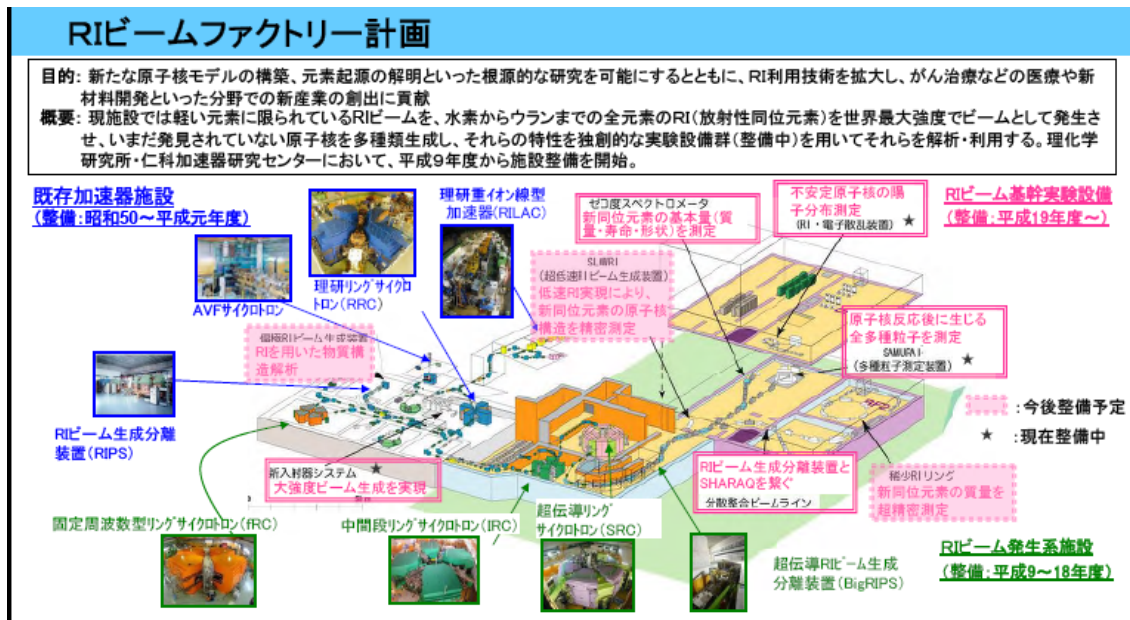 RIビームファクトリー計画
目的: 新たな原子核モデルの構築、元素起源の解明といった根源的な研究を可能にするとともに、RI利用技術を拡大し、がん治療などの医療や新
材料開発といった分野での新産業の創出に貢献
概要: 現施設では軽い元素に限られているRIビームを、水素からウランまでの全元素のRI(放射性同位元素)を世界最大強度でビームとして発生さ
せ、いまだ発見されていない原子核を多種類生成し、それらの特性を独創的な実験設備群(整備中)を用いてそれらを解析・利用する。理化学
研究所・仁科加速器研究センターにおいて、平成9年度から施設整備を開始。
既存加速器施設
(整備:昭和50〜平成元年度)
理研重イオン線型
加速器(RILAC)
ゼロ度スペクトロメータ
新同位元素の基本量(質
量・寿命・形状)を測定
不安定原子核の陽
子分布測定
(RI・電子散乱装置) ★
RIビーム基幹実験設備
(整備:平成19年度〜)
AVFサイクロトロン
理研リングサイクロ
トロン(RRC)
SLOWRI
(超低速RIビーム生成装置)
低速RI実現により、
新同位元素の原子核
構造を精密測定
原子核反応後に生じる
全多種粒子を測定
SAMURAI
(多種粒子測定装置) ★
偏極RIビーム生成装置
RIを用いた物質構
造解析
:今後整備予定
★ :現在整備中
RIビーム生成分離
装置(RIPS)
新入射器システム ★
大強度ビーム生成を実現
RIビーム生成分離装置と
SHARAQを繋ぐ
分散整合ビームライン
稀少RIリング
新同位元素の質量を
超精密測定
固定周波数型リングサイクロトロン(fRC)
中間段リングサイクロトロン(IRC)
超伝導リング
サイクロトロン(SRC)
超伝導RIビーム生成
分離装置(BigRIPS)
RIビーム発生系施設
(整備:平成9〜18年度)